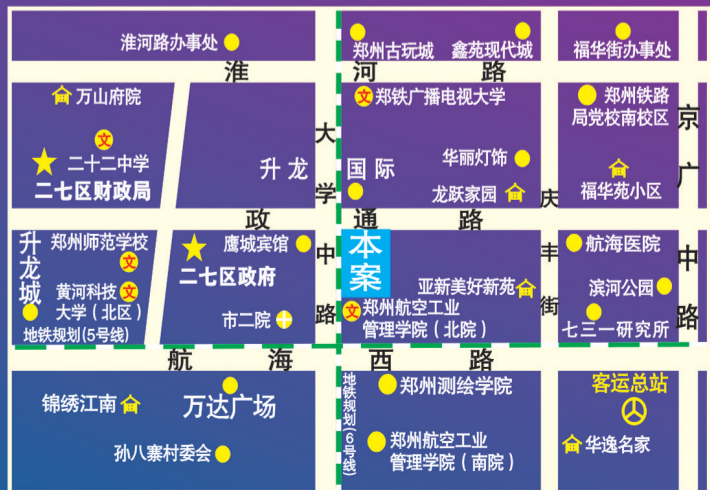 淮河路办事处
郑州古玩城
鑫苑现代城
福华街办事处
淮河路
万山府院
二十二中学
二七区财政局
大学中路
升龙国际
郑铁广播电视大学
华丽灯饰
龙跃家园
郑州铁路
局党校南校区
福华苑小区
京广中路
政通路
庆丰街
升龙城
郑州师范学校
黄河科技
大学（北区）
地铁规划(5号线)
鹰城宾馆
二七区政府
市二院
本案
亚新美好新苑
郑州航空工业
管理学院（北院）
航海医院
滨河公园
七三一研究所
航海西路
锦绣江南
万达广场
孙八寨村委会
地铁规划(6号线)
郑州测绘学院
郑州航空工业
管理学院（南院）
客运总站
华逸名家
文
文
文
文
文